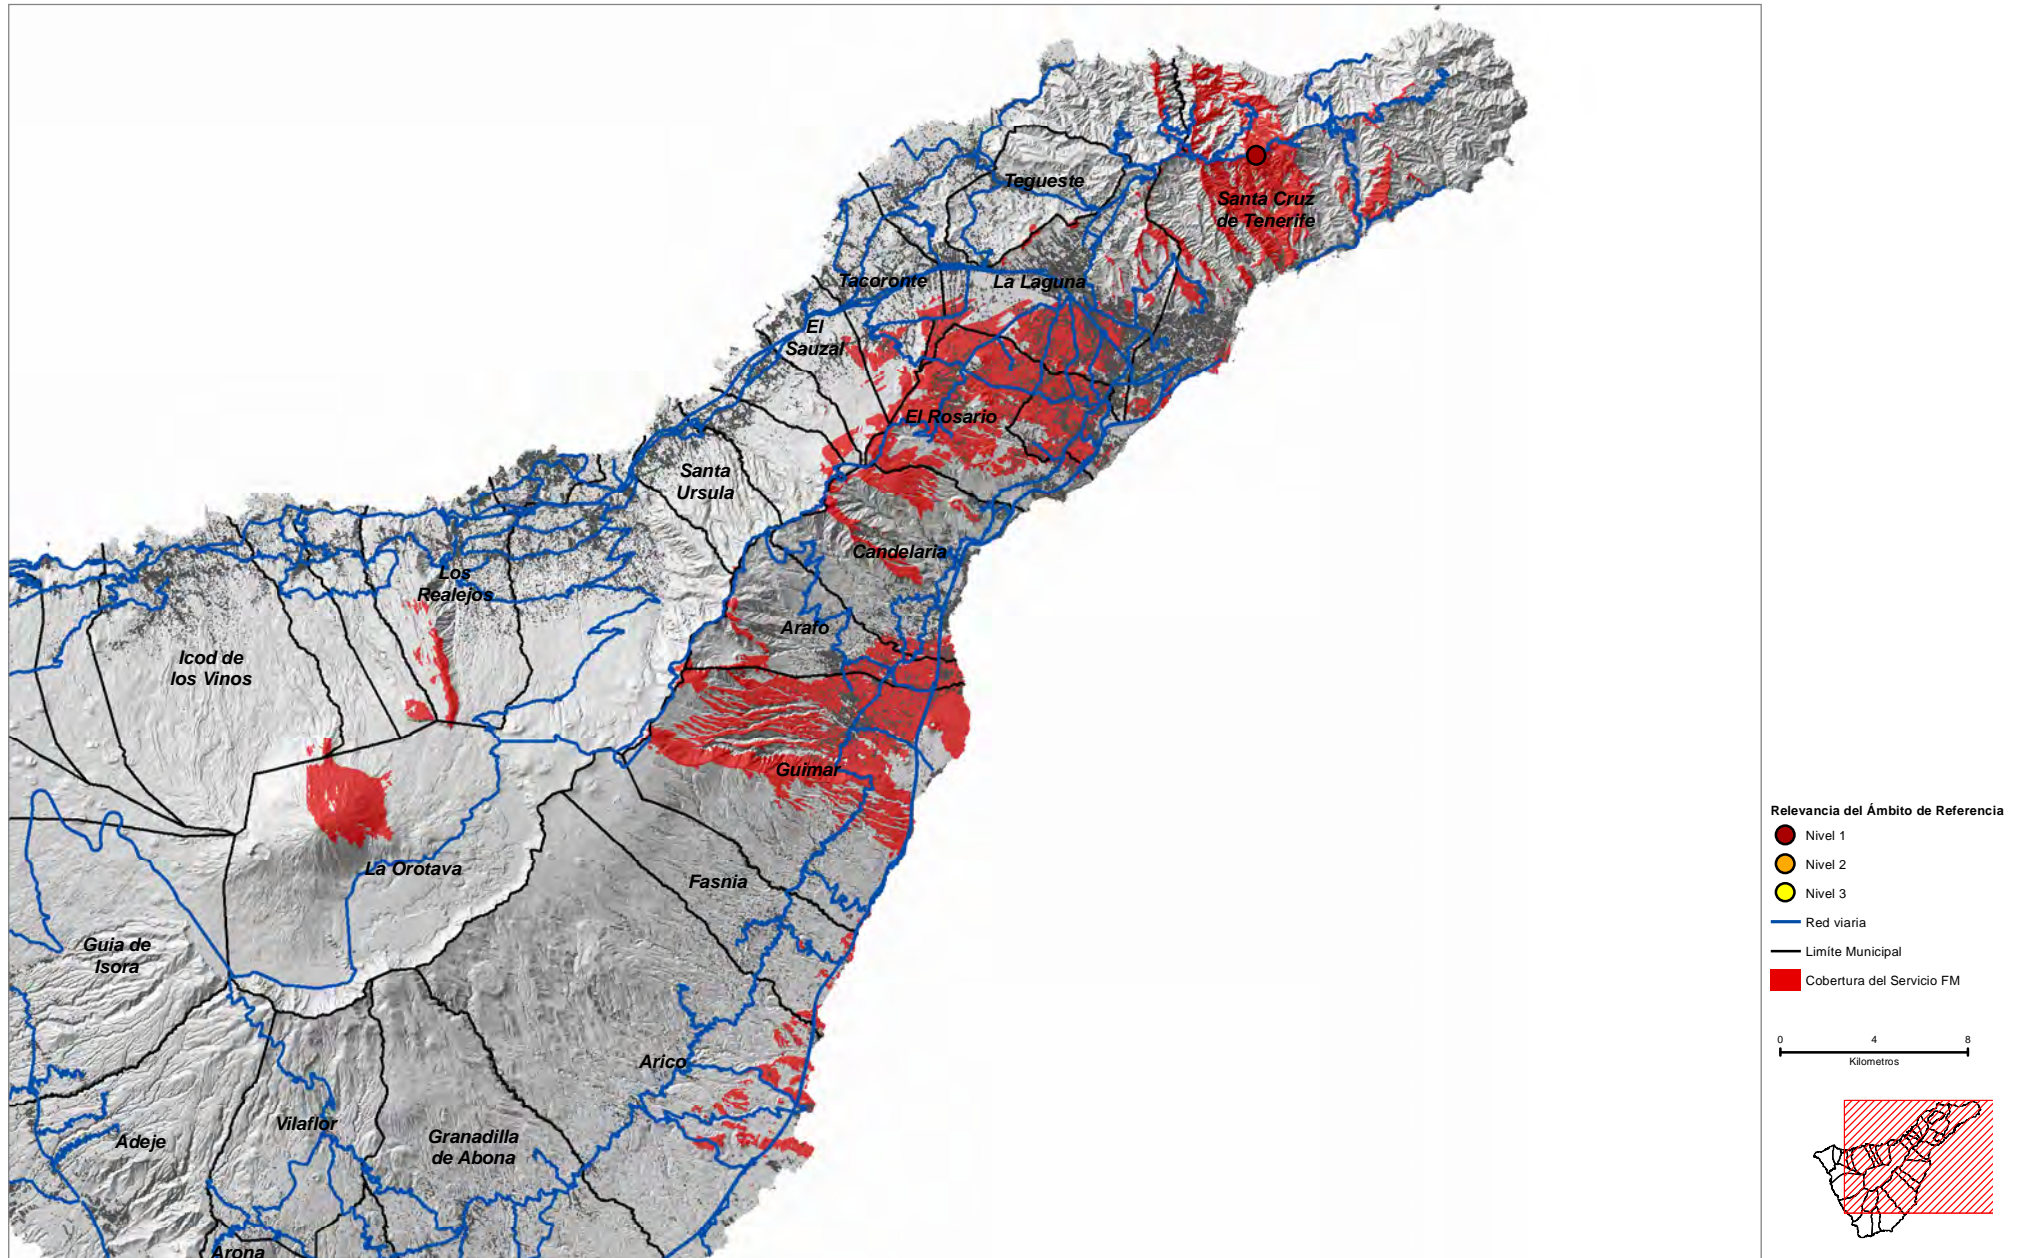 Tegueste
Santa Cruz
de Tenerife
Tacoronte
La Laguna
El
Sauzal
El Rosario
Santa
Ursula
Candelaria
Los
Realejos
Arafo
Icod de
los Vinos
Guimar
La Orotava
Fasnia
Guia de
Isora
Arico
Vilaflor
Adeje
Granadilla
de Abona
Arona
Relevancia del Ámbito de Referencia
Nivel 1
Nivel 2
Nivel 3
Red viaria
Limíte Municipal
Cobertura del Servicio FM
0 4 8
Kilometros